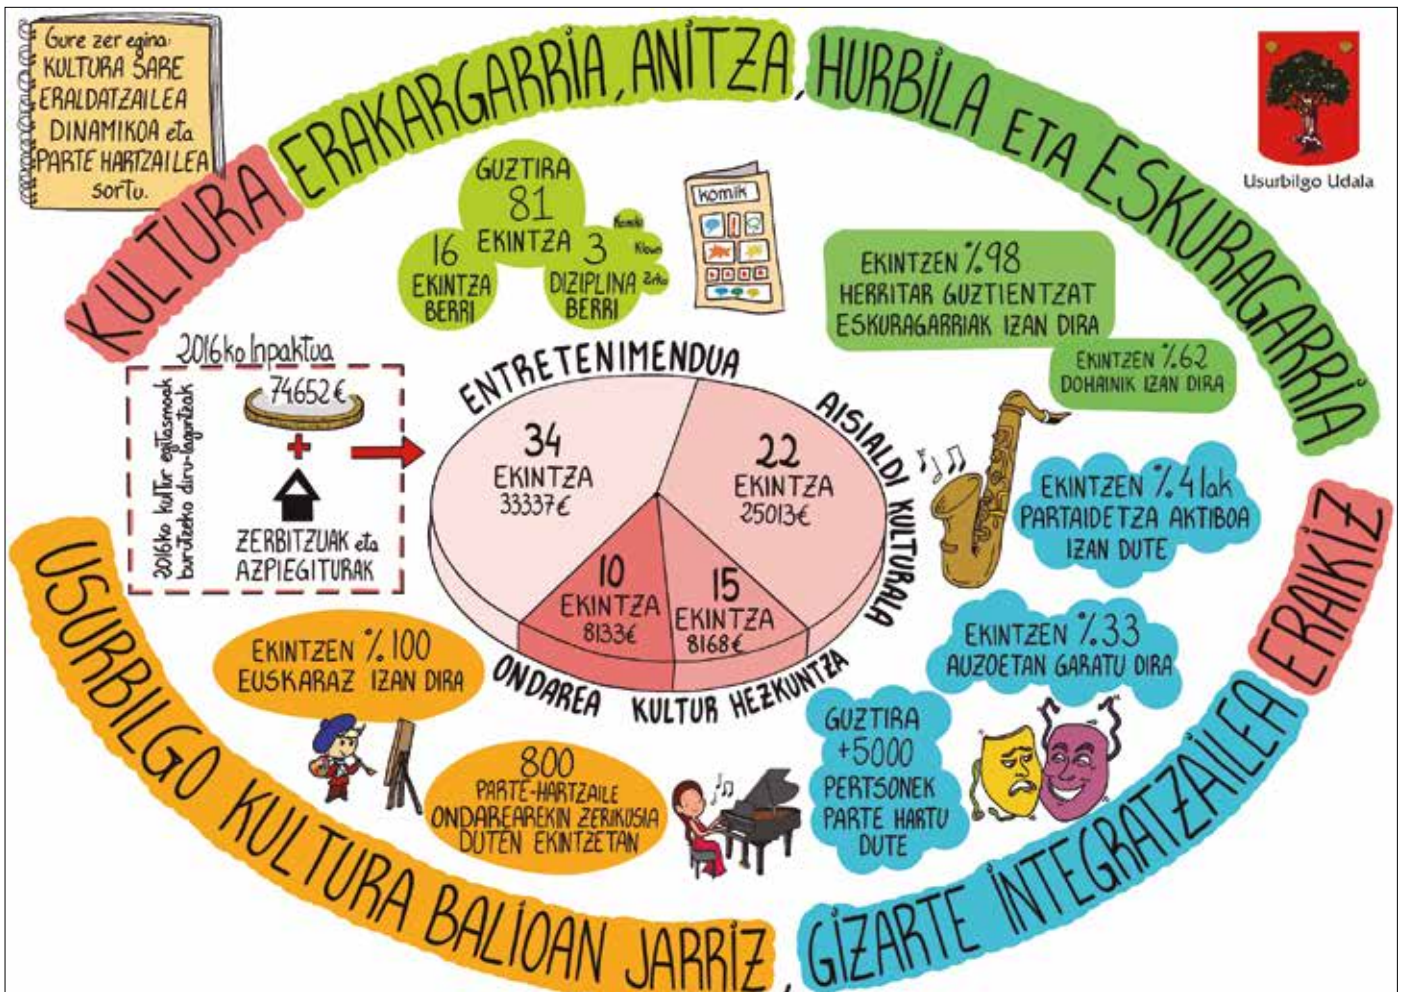 Gure zer egina:
KULTURA SARE
ERALDATZAILEA
DINAMIKOA eta
PARTE HARTZAILEA
sortu.
KULTURA ERAKARGARRIA, ANITZA, HURBILA ETA ESKURAGARRIA
Usurbilgo Udala
GUZTIRA
81
EKINTZA
16
EKINTZA
BERRI
3
DIZIPLINA
BERRI
Komiki
Klown
Zirko
komik
EKINTZEN %98
HERRITAR GUZTIENTZAT
ESKURAGARRIAK IZAN DIRA
EKINTZEN %62
DOHAINIK IZAN DIRA
2016ko Inpaktua
2016ko kultur egitasmoak
burutzeko diru-laguntzak
74.652€
+
ZERBITZUAK eta
AZPIEGITURAK
ENTRETENIMENDUA
34
EKINTZA
33337€
AISIALDI KULTURALA
22
EKINTZA
25013€
10
EKINTZA
8133€
ONDAREA
15
EKINTZA
8168€
KULTUR HEZKUNTZA
EKINTZEN %41ak
PARTAIDETZA AKTIBOA
IZAN DUTE
EKINTZEN %33
AUZOETAN GARATU DIRA
GUZTIRA
+5000
PERTSONEK
PARTE HARTU
DUTE
EKINTZEN %100
EUSKARAZ IZAN DIRA
800
PARTE-HARTZAILE
ONDAREAREKIN ZERIKUSIA
DUTEN EKINTZETAN
USURBILGO KULTURA BALIOAN JARRIZ, GIZARTE INTEGRATZAILEA ERAIKIZ